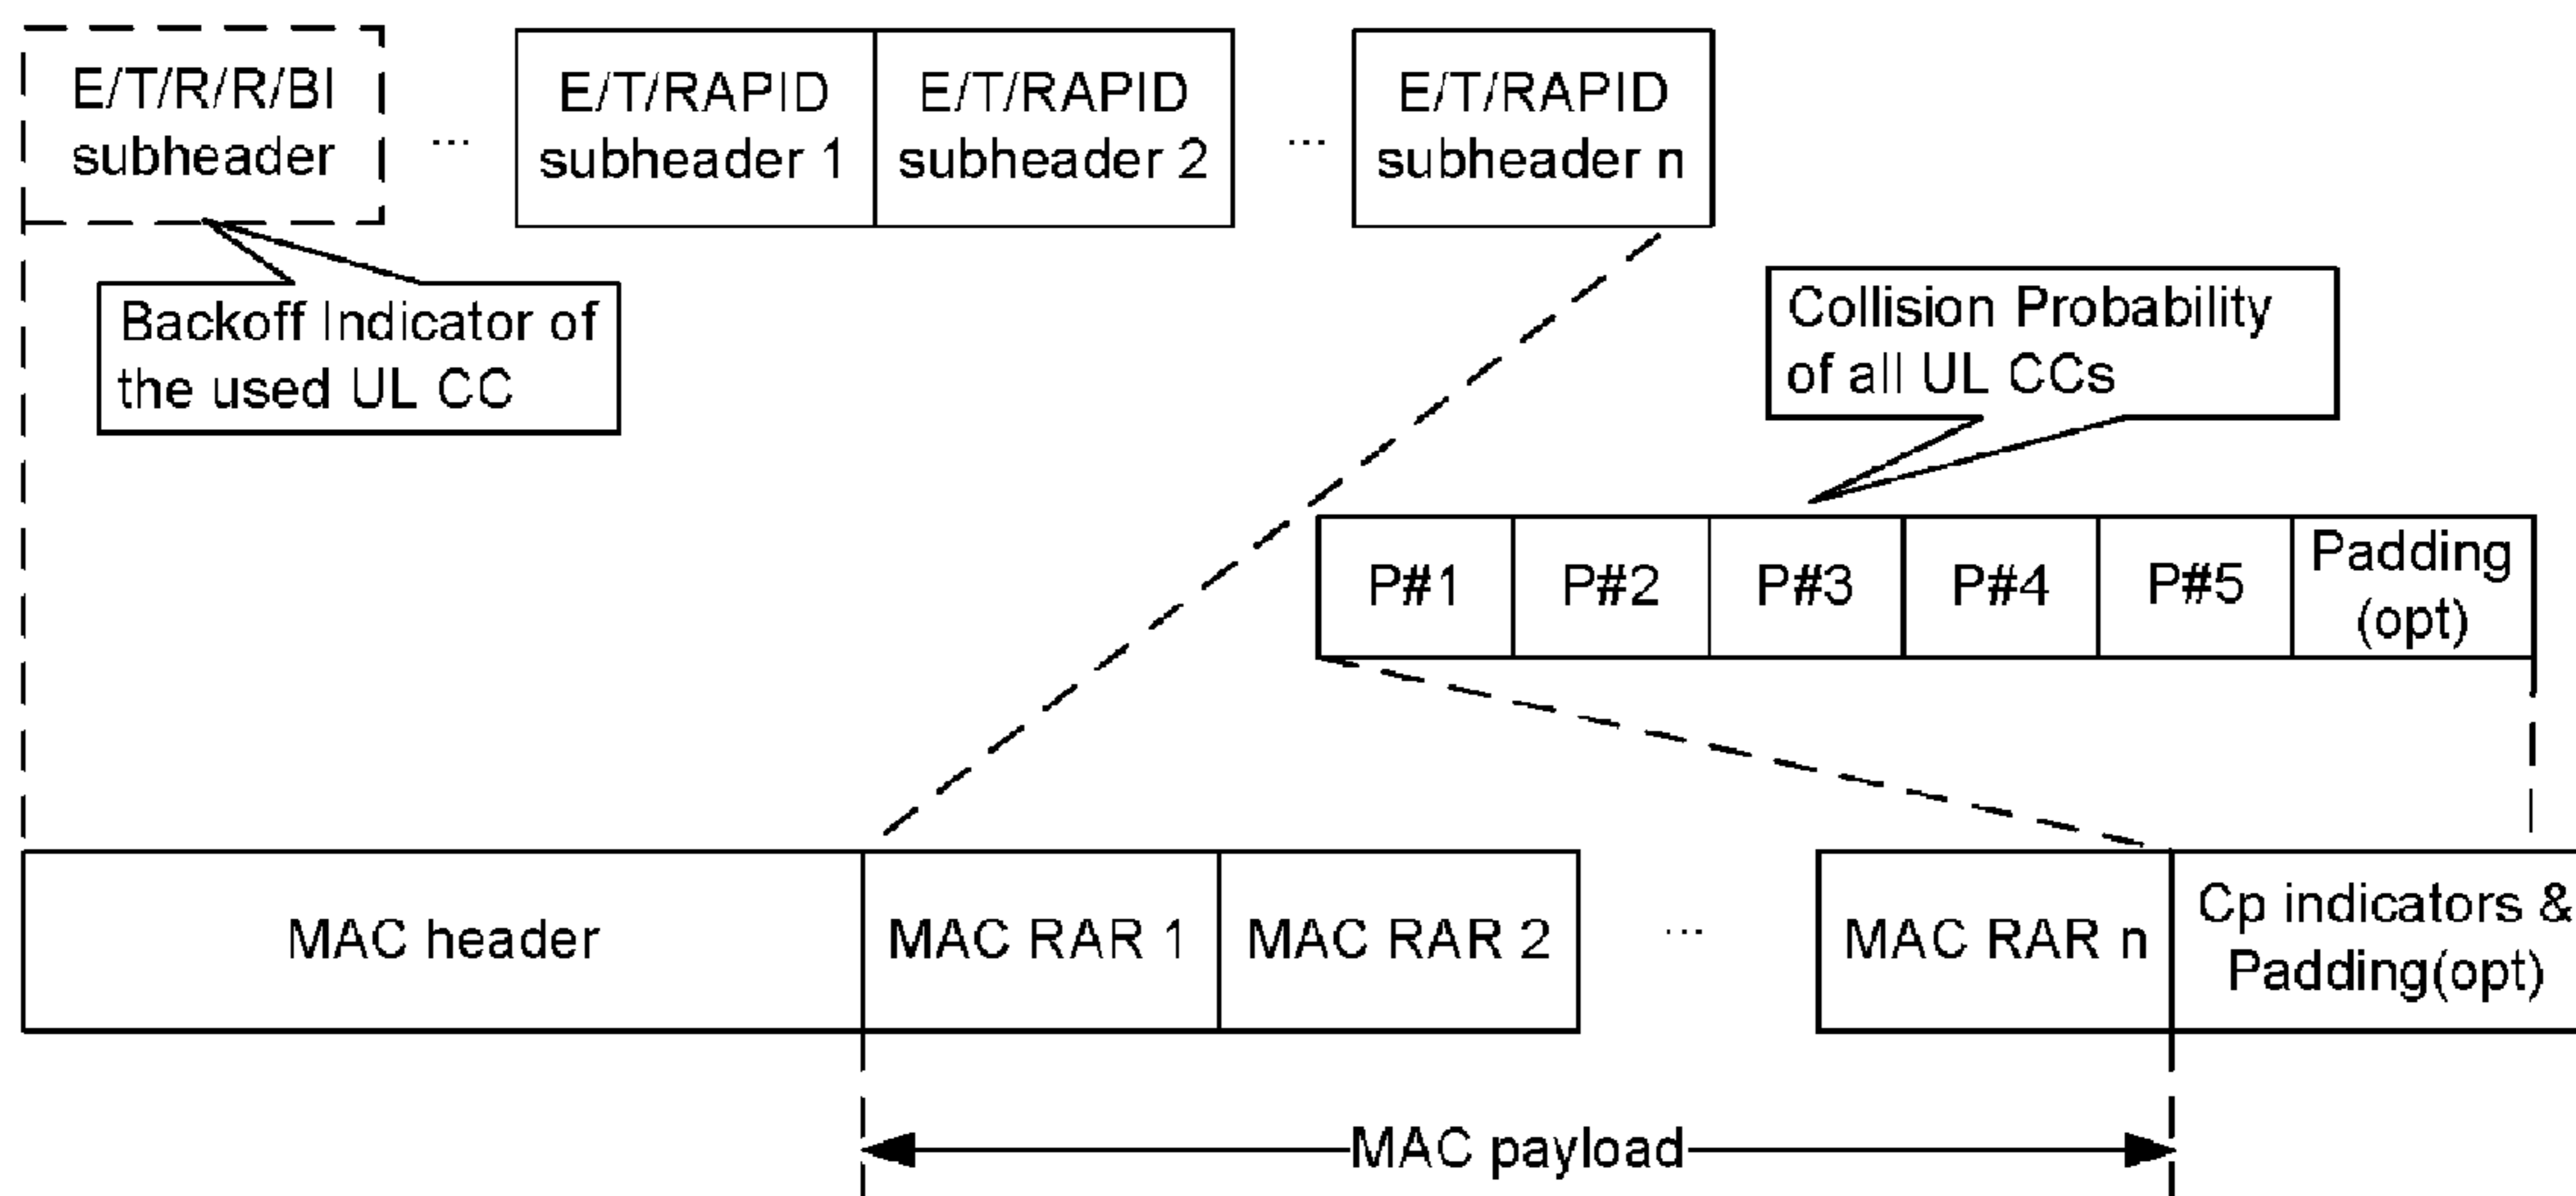 E/T/R/R/BI
subheader
...
E/T/RAPID
subheader 1
E/T/RAPID
subheader 2
...
E/T/RAPID
subheader n
Backoff Indicator of
the used UL CC
Collision Probability
of all UL CCs
P#1
P#2
P#3
P#4
P#5
Padding
(opt)
MAC header
MAC RAR 1
MAC RAR 2
...
MAC RAR n
Cp indicators &
Padding(opt)
MAC payload